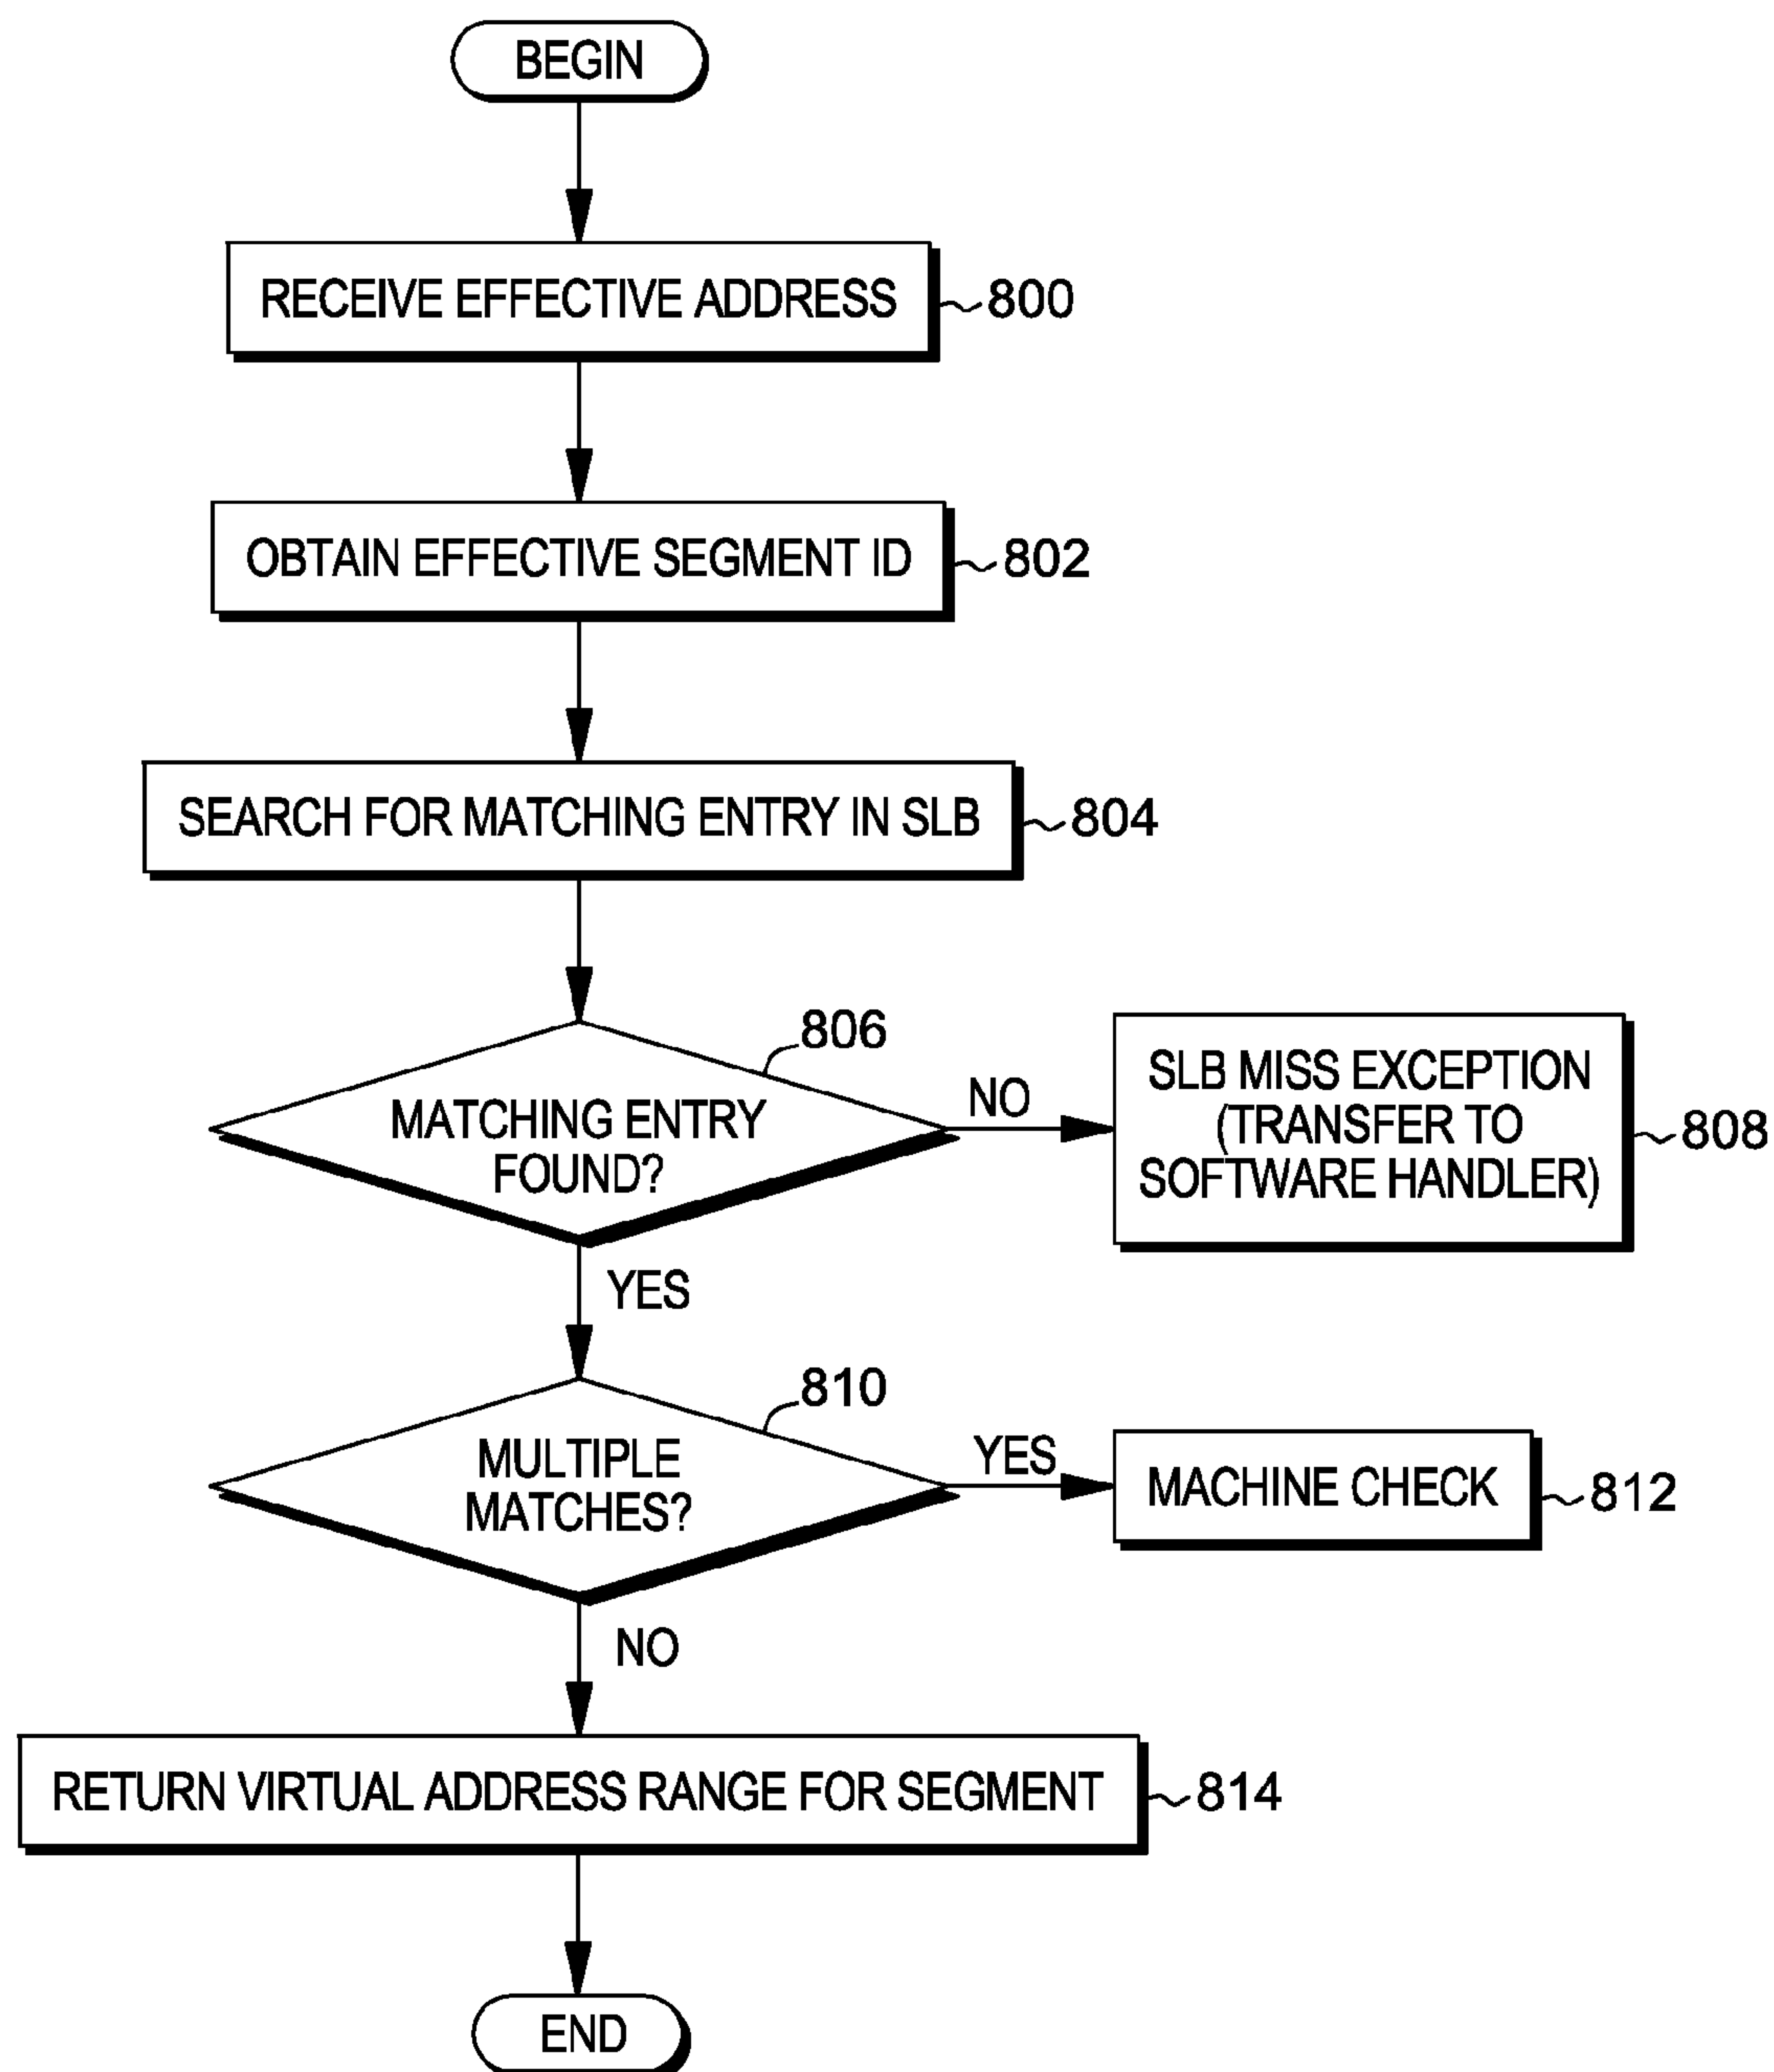 BEGIN
RECEIVE EFFECTIVE ADDRESS
800
OBTAIN EFFECTIVE SEGMENT ID
802
SEARCH FOR MATCHING ENTRY IN SLB
804
806
MATCHING ENTRY
FOUND?
NO
SLB MISS EXCEPTION
(TRANSFER TO
SOFTWARE HANDLER)
808
YES
810
MULTIPLE
MATCHES?
YES
MACHINE CHECK
812
NO
RETURN VIRTUAL ADDRESS RANGE FOR SEGMENT
814
END